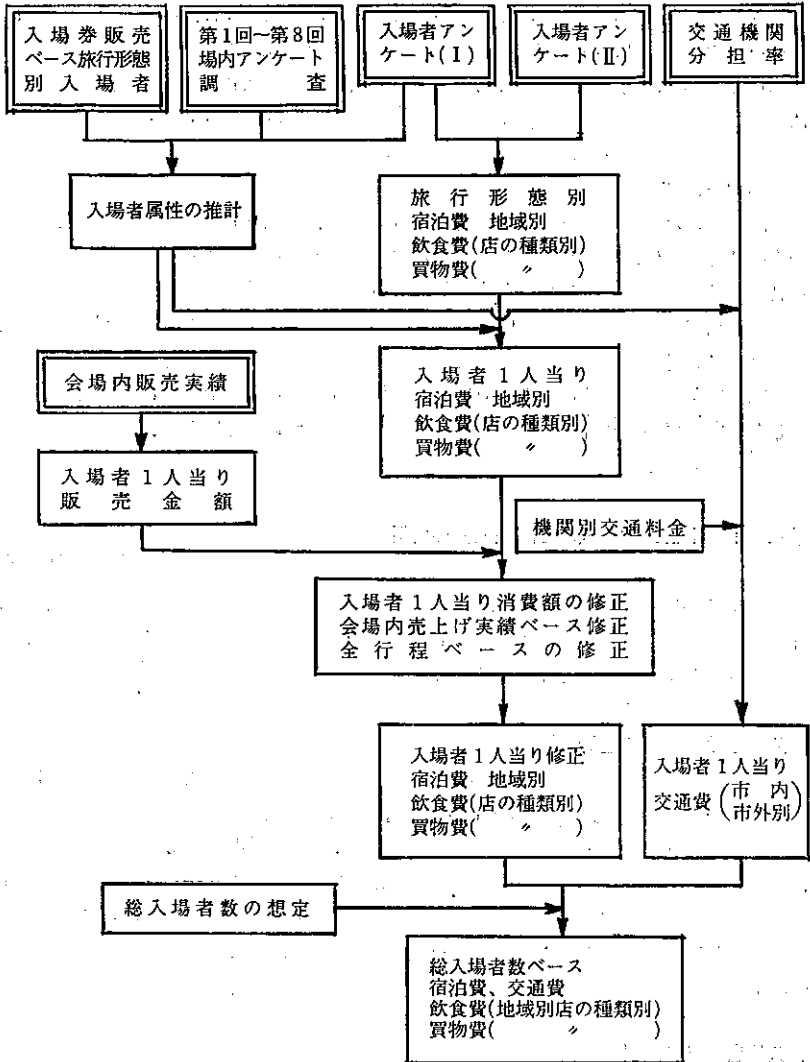 入場券販売
ベース旅行形態
別入場者
第1回~第8回
場内アンケート
調査
入場者アン
ケート(I)
入場者アン
ケート(II)
交通機関
分担率
入場者属性の推計
旅行形態別
宿泊費 地域別
飲食費(店の種類別)
買物費( 〃 )
会場内販売実績
入場者1人当り
宿泊費 地域別
飲食費(店の種類別)
買物費( 〃 )
入場者1人当り
販売金額
機関別交通料金
入場者1人当り消費額の修正
会場内売上げ実績ベース修正
全行程ベースの修正
入場者1人当り修正
宿泊費 地域別
飲食費(店の種類別)
買物費( 〃 )
入場者1人当り
交通費(市内
市外別)
総入場者数の想定
総入場者数ベース
宿泊費、交通費
飲食費(地域別店の種類別)
買物費( 〃 )